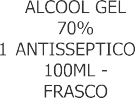 ALCOOL GEL
70%
1 ANTISSEPTICO
100ML -
FRASCO